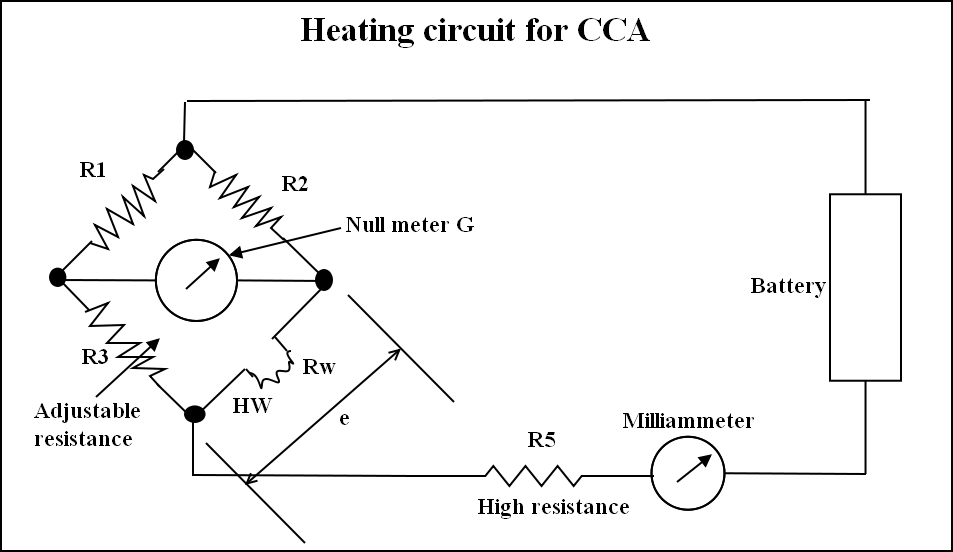 Heating circuit for CCA
R1
R2
Null meter G
Battery
R3
Rw
Adjustable
resistance
HW
e
Milliammeter
R5
High resistance